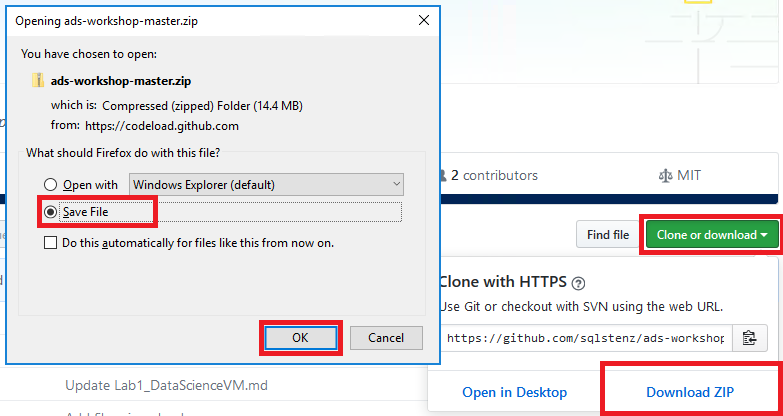 Opening ads-workshop-master.zip
You have chosen to open:
ads-workshop-master.zip
which is: Compressed (zipped) Folder (14.4 MB)
from: https://codeload.github.com
What should Firefox do with this file?
Open with
Windows Explorer (default)
Save File
Do this automatically for files like this from now on.
OK
Cancel
2 contributors
MIT
Find file
Clone or download
Clone with HTTPS ?
Use Git or checkout with SVN using the web URL.
https://github.com/sqlstenz/ads-workshop
Open in Desktop
Download ZIP
Update Lab1_DataScienceVM.md